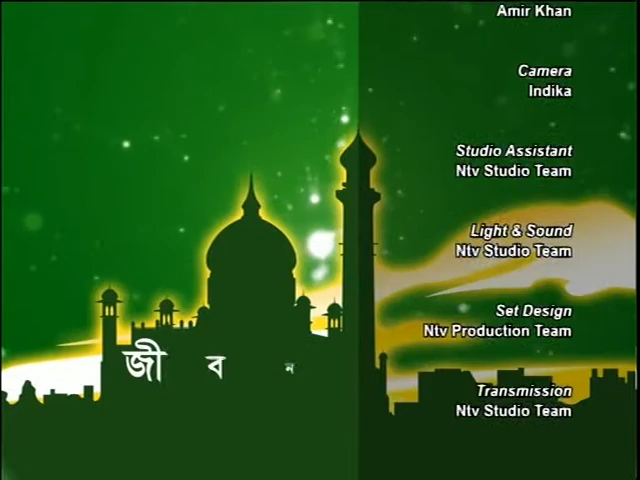 Amir Khan
Camera
Indika
Studio Assistant
Ntv Studio Team
Light & Sound
Ntv Studio Team
Set Design
Ntv Production Team
Transmission
Ntv Studio Team
জী ব ন